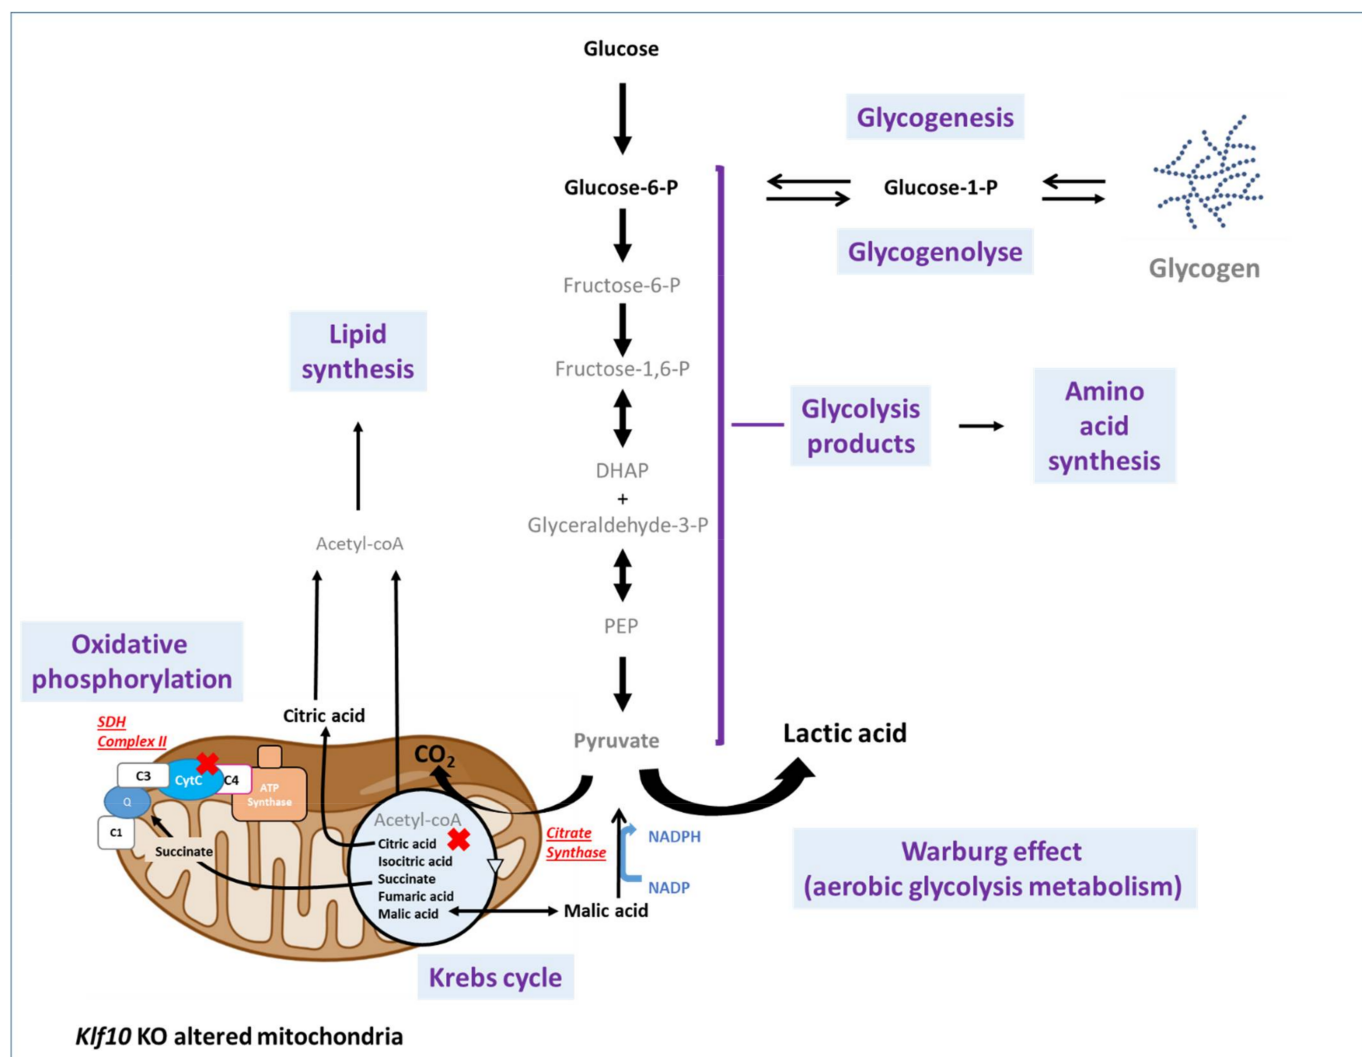 Glucose
Glycogenesis
Glucose-6-P
Glucose-1-P
Glycogenolyse
Glycogen
Fructose-6-P
Lipid
synthesis
Fructose-1,6-P
Glycolysis
products
Amino
acid
synthesis
DHAP
+
Glyceraldehyde-3-P
Acetyl-coA
PEP
Oxidative
phosphorylation
Citric acid
SDH
Complex II
Pyruvate
Lactic acid
CO2
C3
CytC
C4
ATP
Synthase
Q
C1
Succinate
Acetyl-coA
Citric acid
Isocitric acid
Succinate
Fumaric acid
Malic acid
Citrate
Synthase
NADPH
NADP
Malic acid
Warburg effect
(aerobic glycolysis metabolism)
Krebs cycle
Klf10 KO altered mitochondria